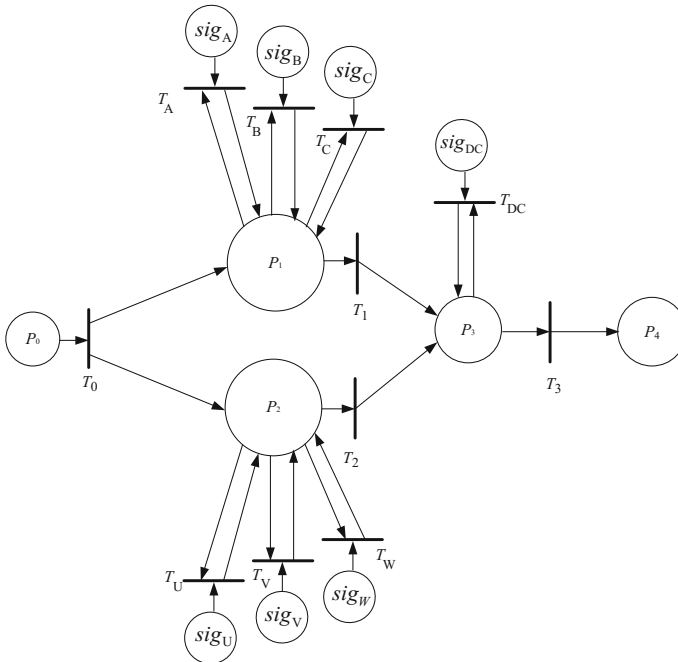 sig_A
sig_B
sig_C
T_A
T_B
T_C
sig_DC
T_DC
P_1
T_1
P_0
T_0
P_3
T_3
P_4
P_2
T_2
T_U
T_V
T_W
sig_U
sig_V
sig_W